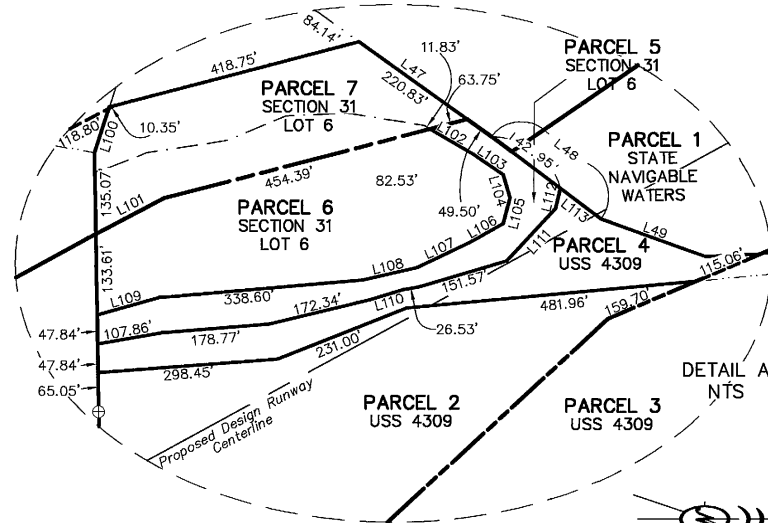 84.14'
418.75'
L47
220.83'
11.83'
63.75'
PARCEL 5
SECTION 31
LOT 6
PARCEL 7
SECTION 31
LOT 6
118.80'
L100
10.35'
L102
L103
L48
PARCEL 1
STATE
NAVIGABLE
WATERS
135.07'
L101
454.39'
82.53'
L104
L105
L112
L113
49.50'
L106
L49
PARCEL 6
SECTION 31
LOT 6
L107
L108
L111
PARCEL 4
USS 4309
133.61'
L109
338.60'
151.57'
115.06'
172.34'
L110
481.96'
159.70'
47.84'
107.86'
178.77'
26.53'
47.84'
231.00'
65.05'
298.45'
DETAIL A
NTS
PARCEL 2
USS 4309
PARCEL 3
USS 4309
Proposed Design Runway
Centerline